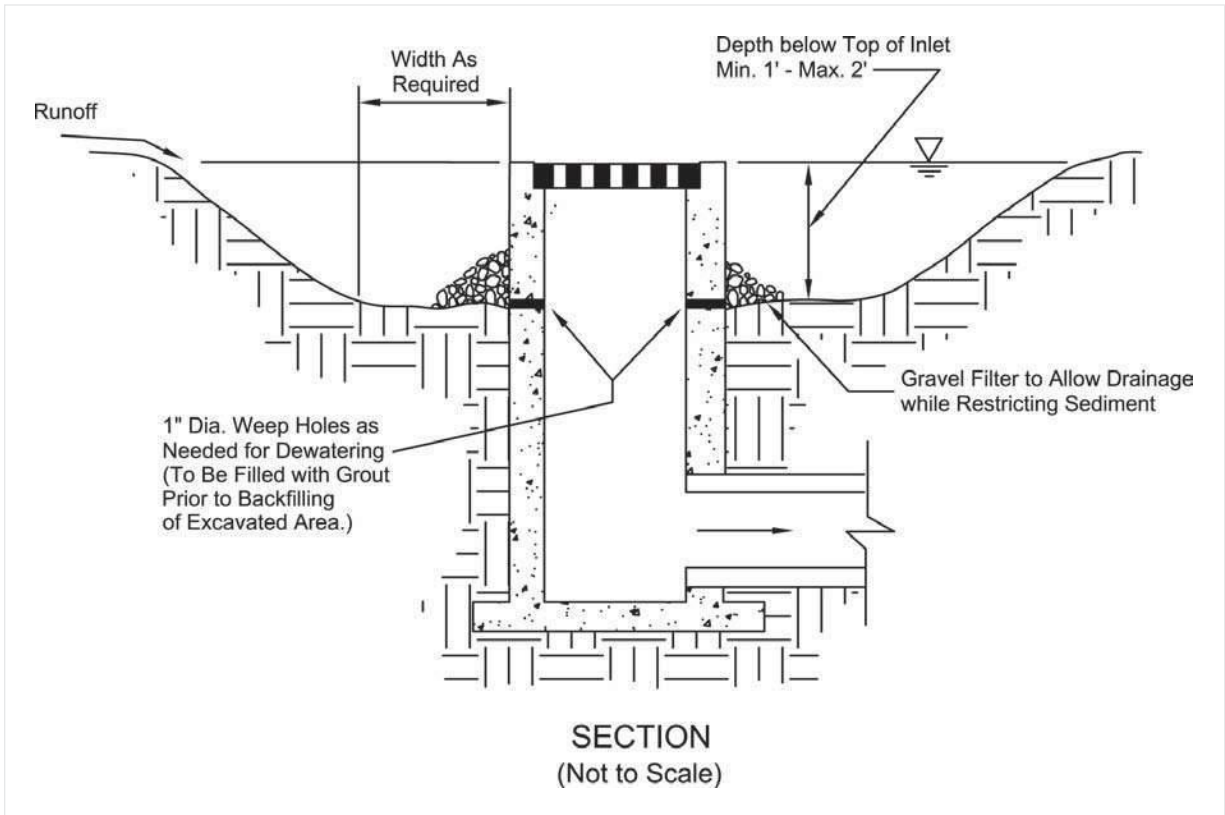 Depth below Top of Inlet
Min. 1' - Max. 2'
Width As
Required
Runoff
Gravel Filter to Allow Drainage
while Restricting Sediment
1" Dia. Weep Holes as
Needed for Dewatering
(To Be Filled with Grout
Prior to Backfilling
of Excavated Area.)
SECTION
(Not to Scale)